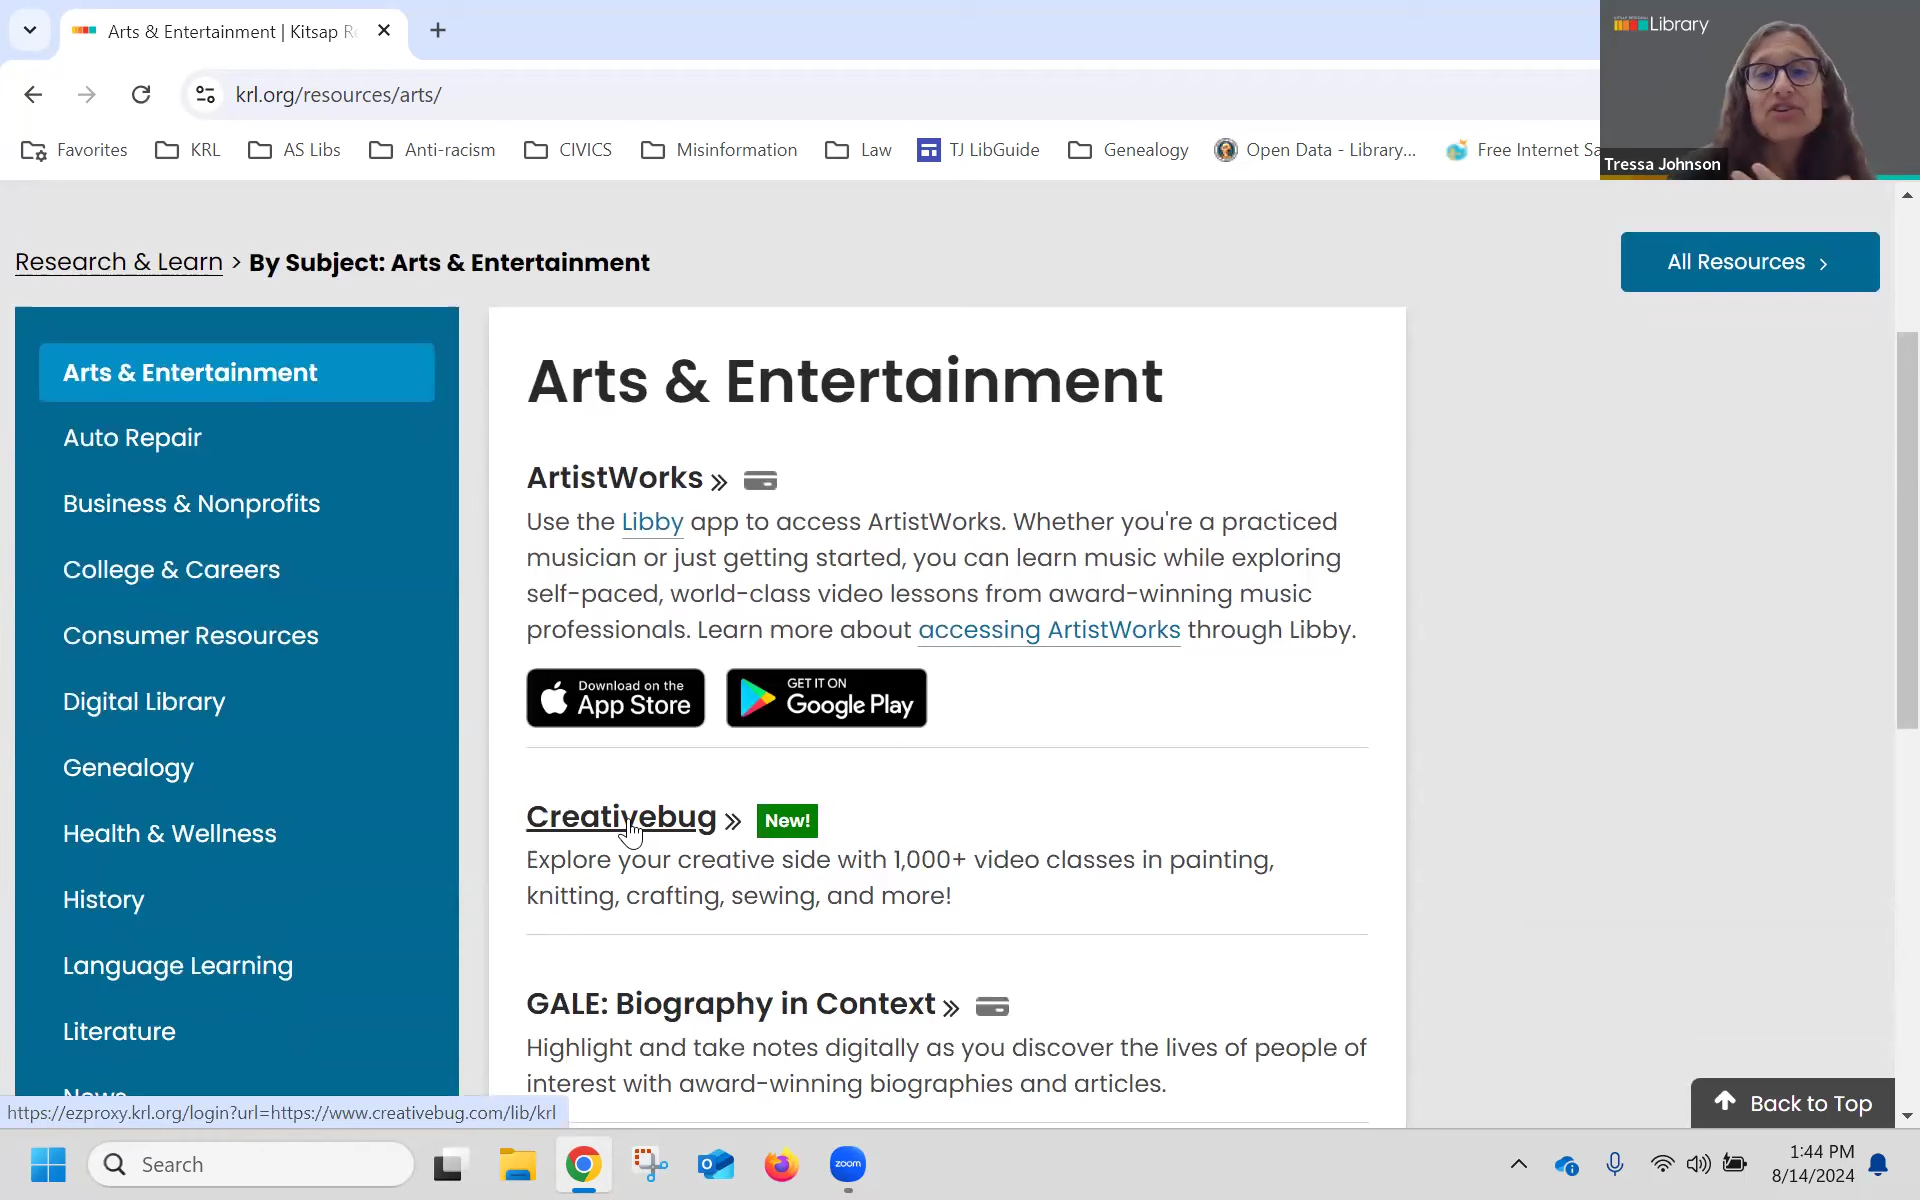 Arts & Entertainment | Kitsap Re
krl.org/resources/arts/
Library
Favorites KRL AS Libs Anti-racism CIVICS Misinformation Law TJ LibGuide Genealogy Open Data - Library... Free Internet Sa
Tressa Johnson
Research & Learn > By Subject: Arts & Entertainment
All Resources >
Arts & Entertainment
Auto Repair
Business & Nonprofits
College & Careers
Consumer Resources
Digital Library
Genealogy
Health & Wellness
History
Language Learning
Literature
News
Arts & Entertainment
ArtistWorks »
Use the Libby app to access ArtistWorks. Whether you're a practiced
musician or just getting started, you can learn music while exploring
self-paced, world-class video lessons from award-winning music
professionals. Learn more about accessing ArtistWorks through Libby.
Download on the
App Store
GET IT ON
Google Play
Creativebug » New!
Explore your creative side with 1,000+ video classes in painting,
knitting, crafting, sewing, and more!
GALE: Biography in Context »
Highlight and take notes digitally as you discover the lives of people of
interest with award-winning biographies and articles.
Back to Top
https://ezproxy.krl.org/login?url=https://www.creativebug.com/lib/krl
Search
zoom
1:44 PM
8/14/2024